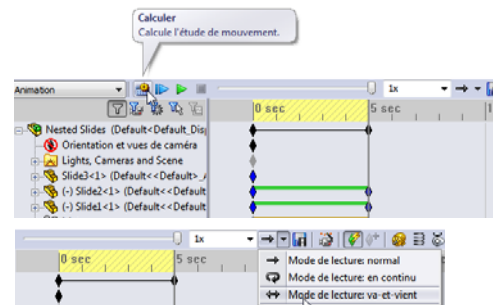 Calculer
Calcule l'étude de mouvement.
Animation
1x
0 sec
5 sec
Nested Slides (Default<Default_Disp
Orientation et vues de caméra
Lights, Cameras and Scene
Slide3<1> (Default<<Default>_A
(-) Slide2<1> (Default<<Default
(-) Slide1<1> (Default<<Default
1x
0 sec
5 sec
Mode de lecture: normal
Mode de lecture: en continu
Mode de lecture: va-et-vient